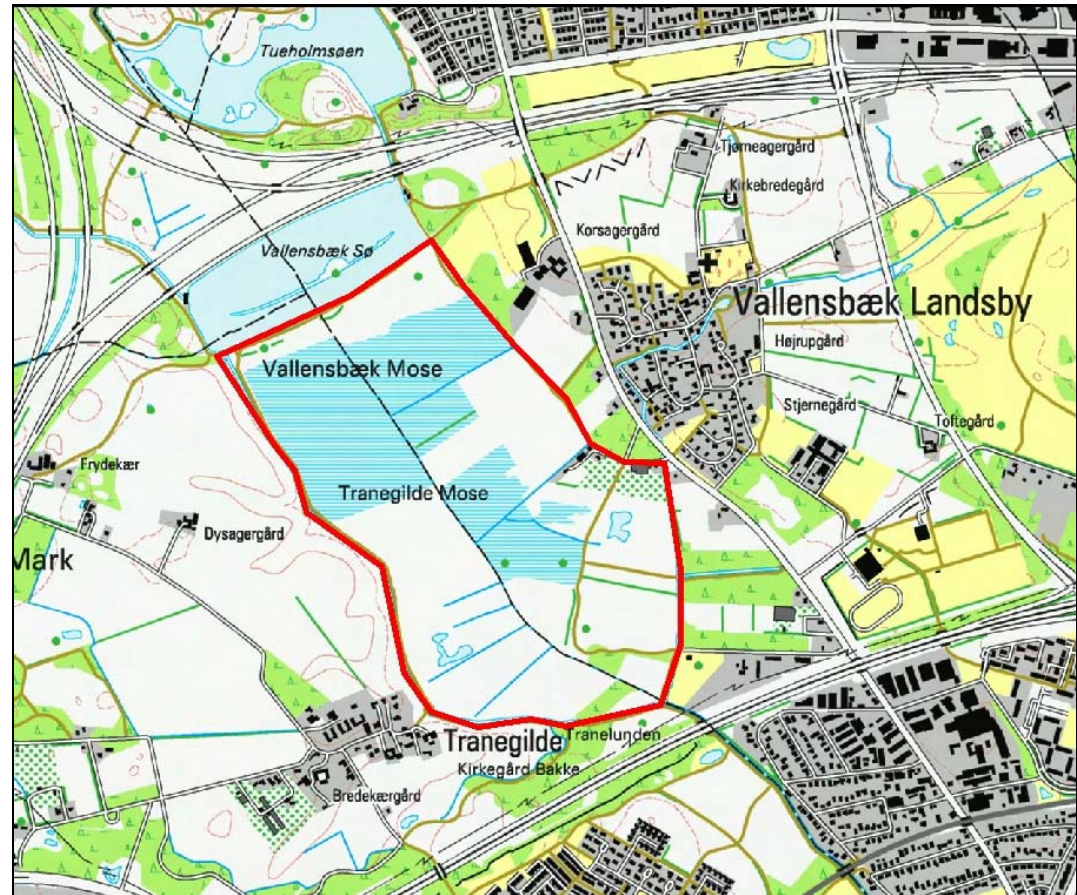 Tueholmsøen
Tjørneagergård
Kirkebredegård
Korsagergård
Vallensbæk Sø
Vallensbæk Landsby
Højrupgård
Vallensbæk Mose
Stjernegård
Toftegård
Frydekær
Tranegilde Mose
Dysagergård
Mark
Tranegilde
Tranelunden
Kirkegård Bakke
Bredekærgård